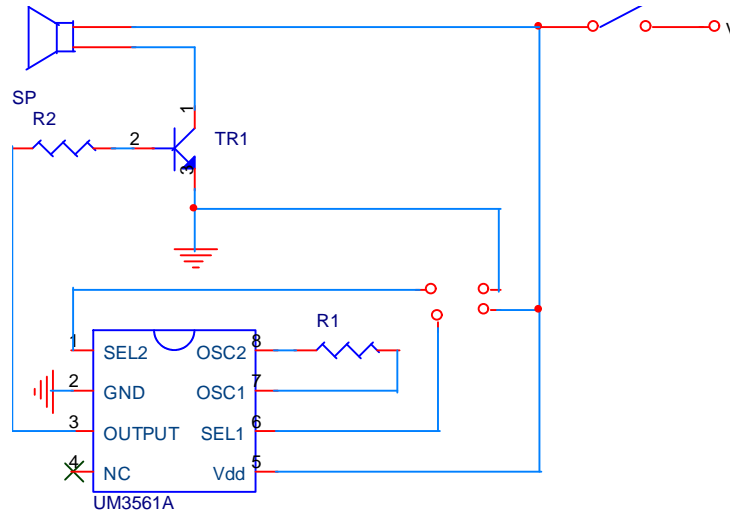 V
SP
R2
1
2
TR1
3
R1
1
SEL2
OSC2
8
2
GND
OSC1
7
3
OUTPUT
SEL1
6
4
NC
Vdd
5
UM3561A